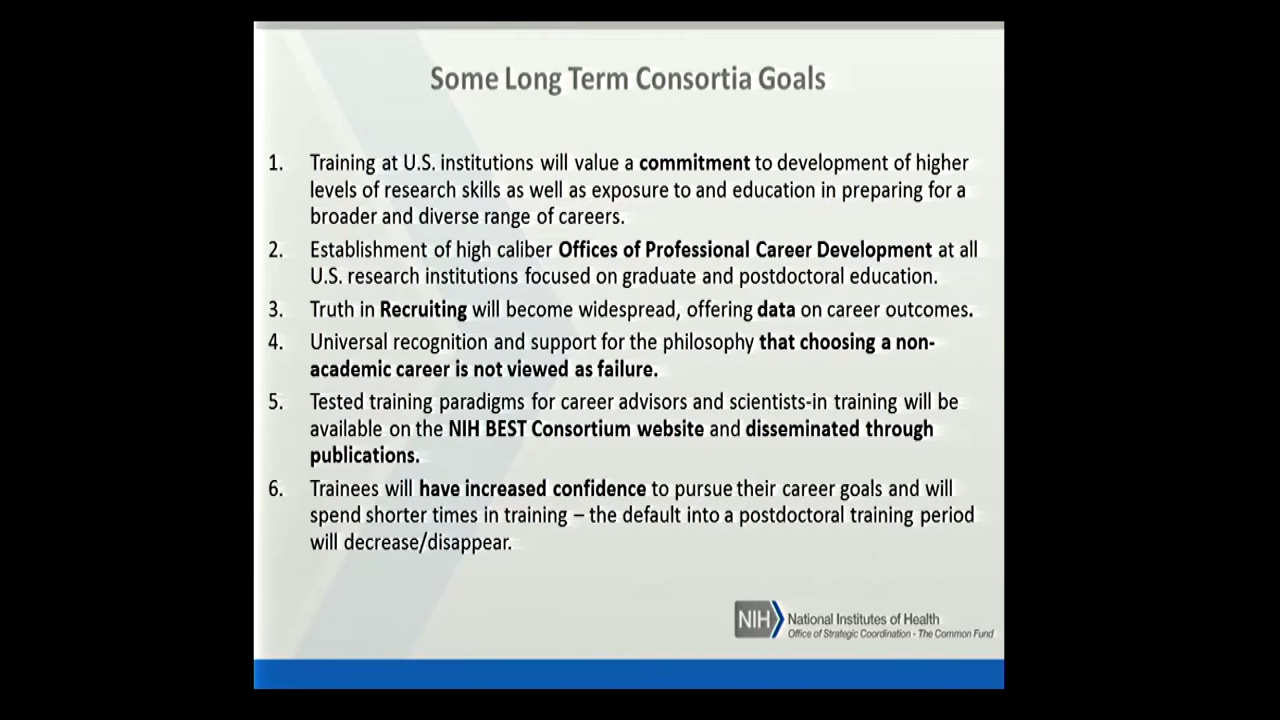 Some Long Term Consortia Goals
1. Training at U.S. institutions will value a commitment to development of higher
levels of research skills as well as exposure to and education in preparing for a
broader and diverse range of careers.
2. Establishment of high caliber Offices of Professional Career Development at all
U.S. research institutions focused on graduate and postdoctoral education.
3. Truth in Recruiting will become widespread, offering data on career outcomes.
4. Universal recognition and support for the philosophy that choosing a non-
academic career is not viewed as failure.
5. Tested training paradigms for career advisors and scientists-in training will be
available on the NIH BEST Consortium website and disseminated through
publications.
6. Trainees will have increased confidence to pursue their career goals and will
spend shorter times in training – the default into a postdoctoral training period
will decrease/disappear.
NIH National Institutes of Health
Office of Strategic Coordination - The Common Fund